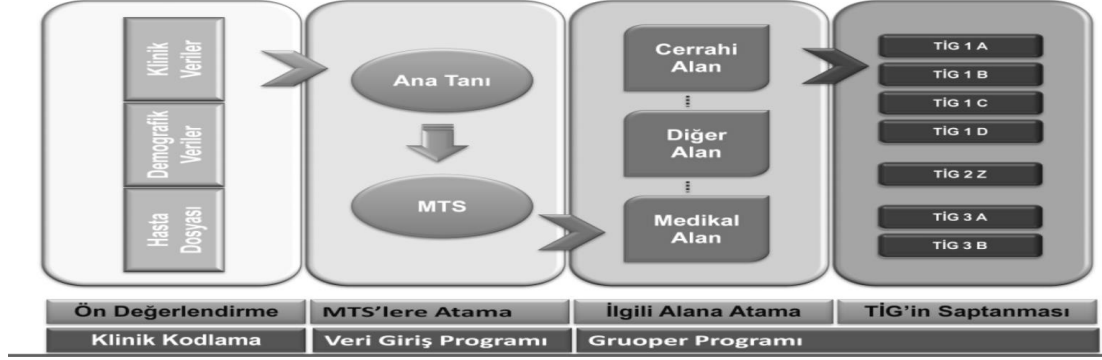 Klinik
Veriler
Demografik
Veriler
Hasta
Dosyası
Ana Tanı
MTS
Cerrahi
Alan
Diğer
Alan
Medikal
Alan
TİG 1 A
TİG 1 B
TİG 1 C
TİG 1 D
TİG 2 Z
TİG 3 A
TİG 3 B
Ön Değerlendirme
MTS'lere Atama
İlgili Alana Atama
TİG'in Saptanması
Klinik Kodlama
Veri Giriş Programı
Gruoper Programı